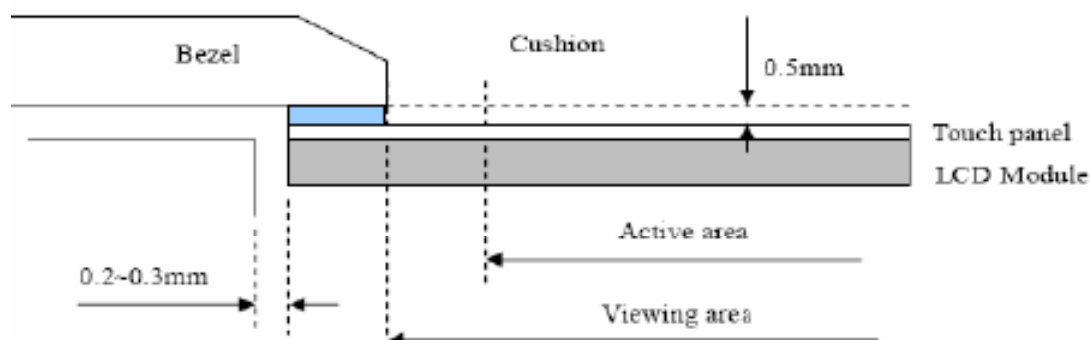 Bezel
Cushion
0.5mm
Touch panel
LCD Module
Active area
0.2~0.3mm
Viewing area